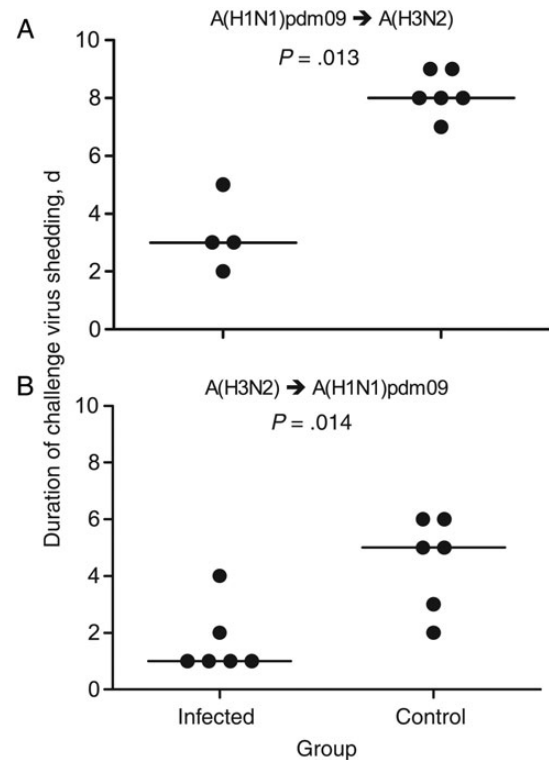 A
A(H1N1)pdm09 ➔ A(H3N2)
P = .013
10
8
6
4
2
0
Duration of challenge virus shedding, d
B
A(H3N2) ➔ A(H1N1)pdm09
P = .014
10
8
6
4
2
0
Infected Control
Group